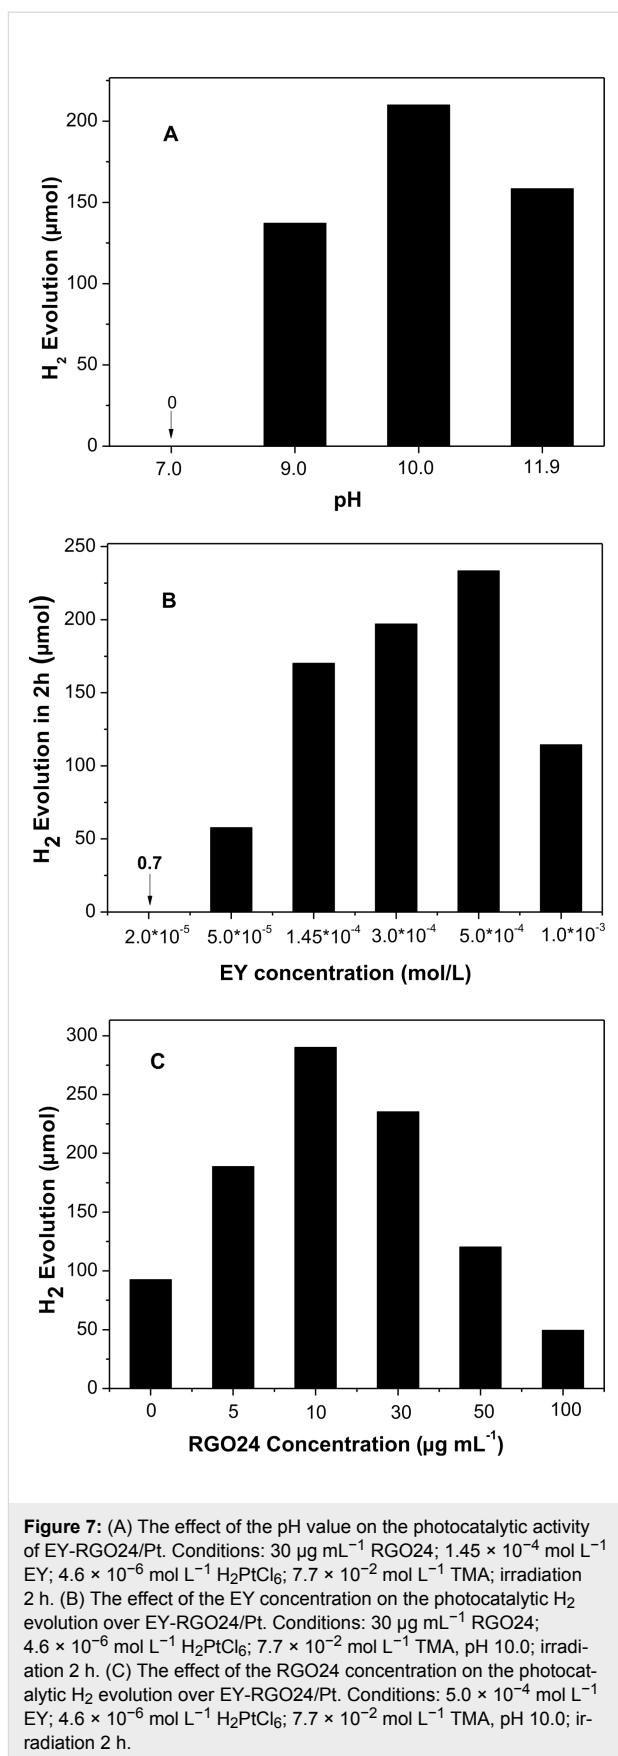 A
H₂ Evolution (µmol)
200
150
100
50
0
0
7.0 9.0 10.0 11.9
pH
B
H₂ Evolution in 2h (µmol)
250
200
150
100
50
0
0.7
2.0*10⁻⁵ 5.0*10⁻⁵ 1.45*10⁻⁴ 3.0*10⁻⁴ 5.0*10⁻⁴ 1.0*10⁻³
EY concentration (mol/L)
C
H₂ Evolution (µmol)
300
250
200
150
100
50
0
0 5 10 30 50 100
RGO24 Concentration (µg mL⁻¹)
Figure 7: (A) The effect of the pH value on the photocatalytic activity
of EY-RGO24/Pt. Conditions: 30 µg mL⁻¹ RGO24; 1.45 × 10⁻⁴ mol L⁻¹
EY; 4.6 × 10⁻⁶ mol L⁻¹ H₂PtCl₆; 7.7 × 10⁻² mol L⁻¹ TMA; irradiation
2 h. (B) The effect of the EY concentration on the photocatalytic H₂
evolution over EY-RGO24/Pt. Conditions: 30 µg mL⁻¹ RGO24;
4.6 × 10⁻⁶ mol L⁻¹ H₂PtCl₆; 7.7 × 10⁻² mol L⁻¹ TMA, pH 10.0; irradi-
ation 2 h. (C) The effect of the RGO24 concentration on the photocat-
alytic H₂ evolution over EY-RGO24/Pt. Conditions: 5.0 × 10⁻⁴ mol L⁻¹
EY; 4.6 × 10⁻⁶ mol L⁻¹ H₂PtCl₆; 7.7 × 10⁻² mol L⁻¹ TMA, pH 10.0; ir-
radiation 2 h.